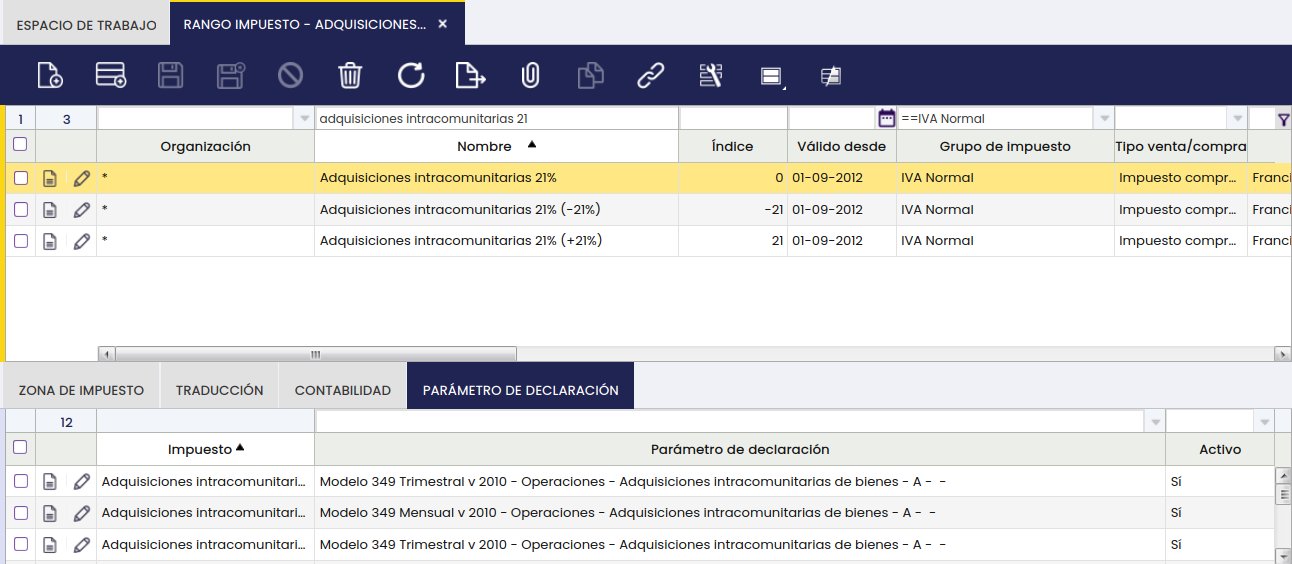 ESPACIO DE TRABAJO
RANGO IMPUESTO - ADQUISICIONES... ×
1 3 adquisiciones intracomunitarias 21 ==IVA Normal
Organización Nombre Índice Válido desde Grupo de impuesto Tipo venta/compra
* Adquisiciones intracomunitarias 21% 0 01-09-2012 IVA Normal Impuesto compr... Franci
* Adquisiciones intracomunitarias 21% (-21%) -21 01-09-2012 IVA Normal Impuesto compr... Franci
* Adquisiciones intracomunitarias 21% (+21%) 21 01-09-2012 IVA Normal Impuesto compr... Franci
ZONA DE IMPUESTO TRADUCCIÓN CONTABILIDAD PARÁMETRO DE DECLARACIÓN
12
Impuesto Parámetro de declaración Activo
Adquisiciones intracomunitari... Modelo 349 Trimestral v 2010 - Operaciones - Adquisiciones intracomunitarias de bienes - A - - Sí
Adquisiciones intracomunitari... Modelo 349 Mensual v 2010 - Operaciones - Adquisiciones intracomunitarias de bienes - A - - Sí
Adquisiciones intracomunitari... Modelo 349 Trimestral v 2010 - Operaciones - Adquisiciones intracomunitarias de bienes - A - - Sí